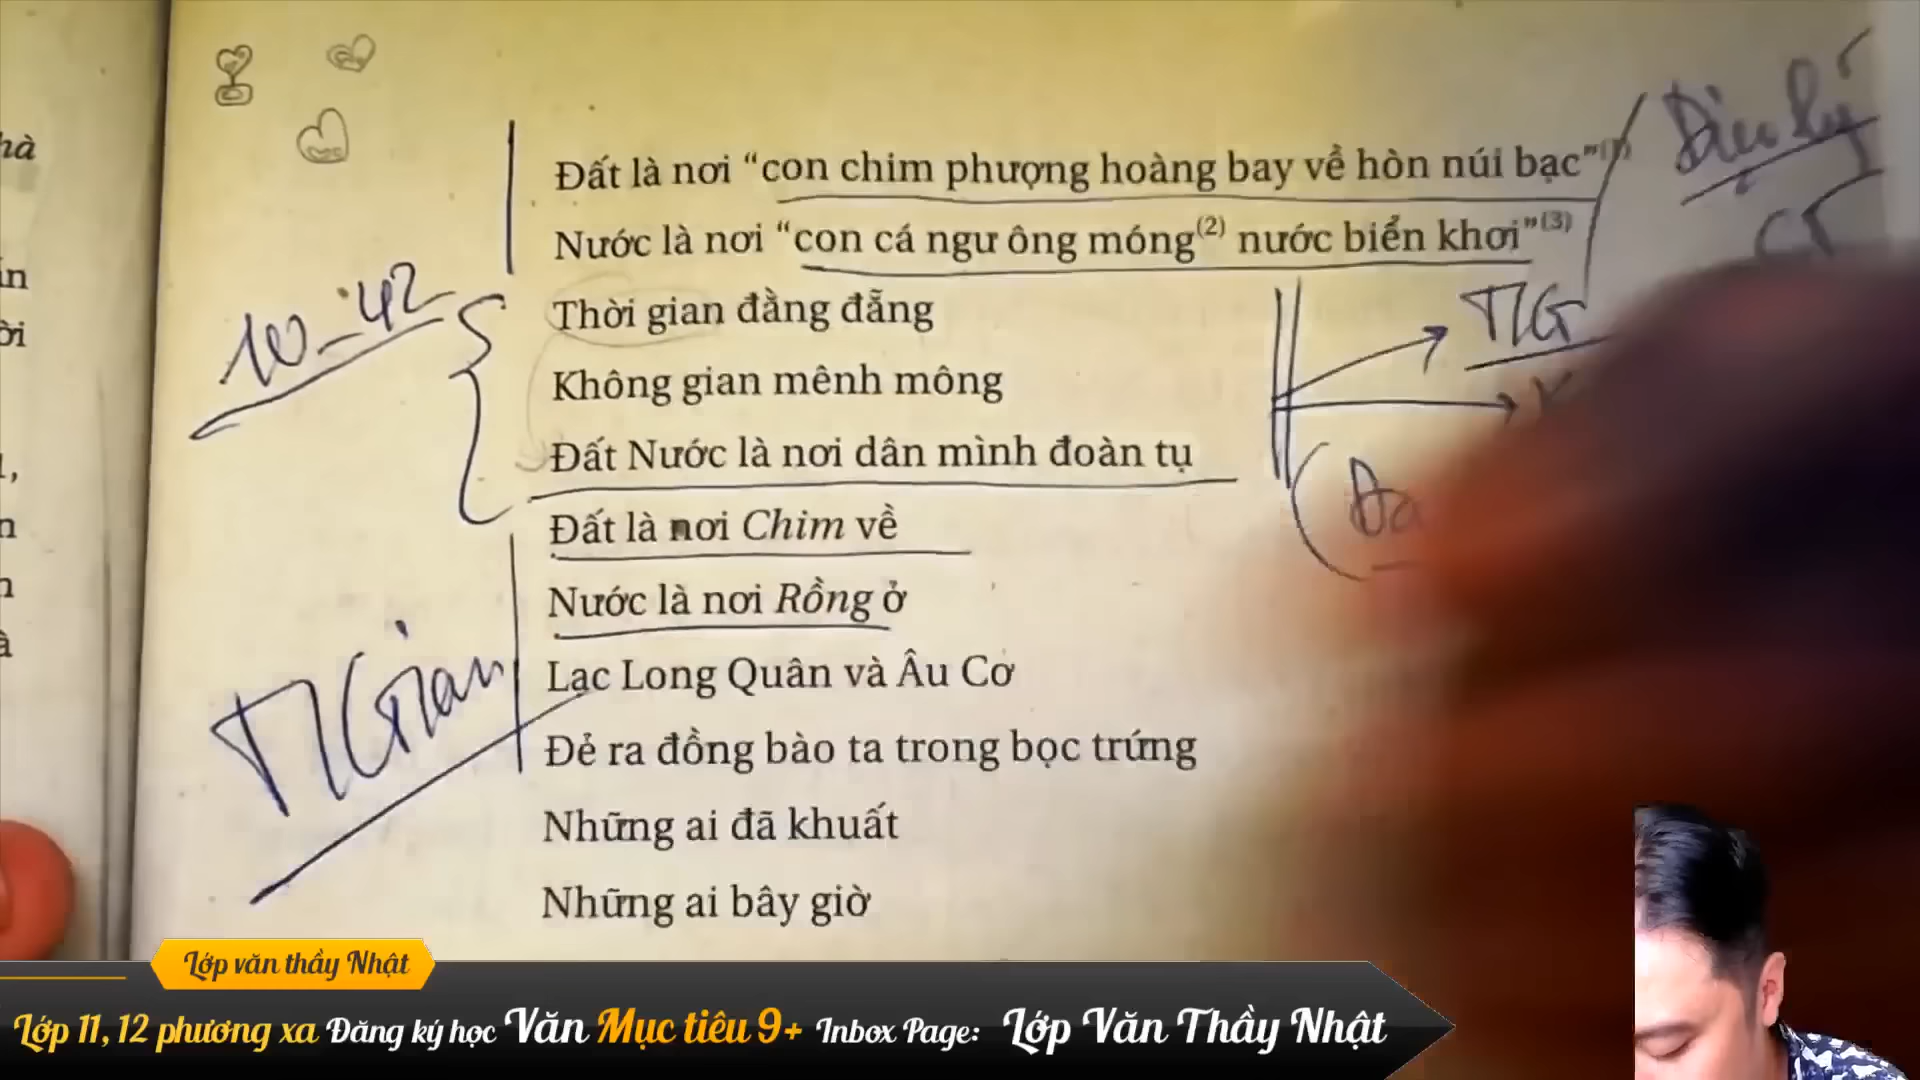 hà
Đất là nơi “con chim phượng hoàng bay về hòn núi bạc”(1)
Nước là nơi “con cá ngư ông móng(2) nước biển khơi”(3)
Thời gian đằng đẵng
Không gian mênh mông
Đất Nước là nơi dân mình đoàn tụ
Đất là nơi Chim về
Nước là nơi Rồng ở
Lạc Long Quân và Âu Cơ
Đẻ ra đồng bào ta trong bọc trứng
Những ai đã khuất
Những ai bây giờ
TGian
TG
Lớp văn thầy Nhật
Lớp 11, 12 phương xa Đăng ký học Văn Mục tiêu 9+ Inbox Page: Lớp Văn Thầy Nhật